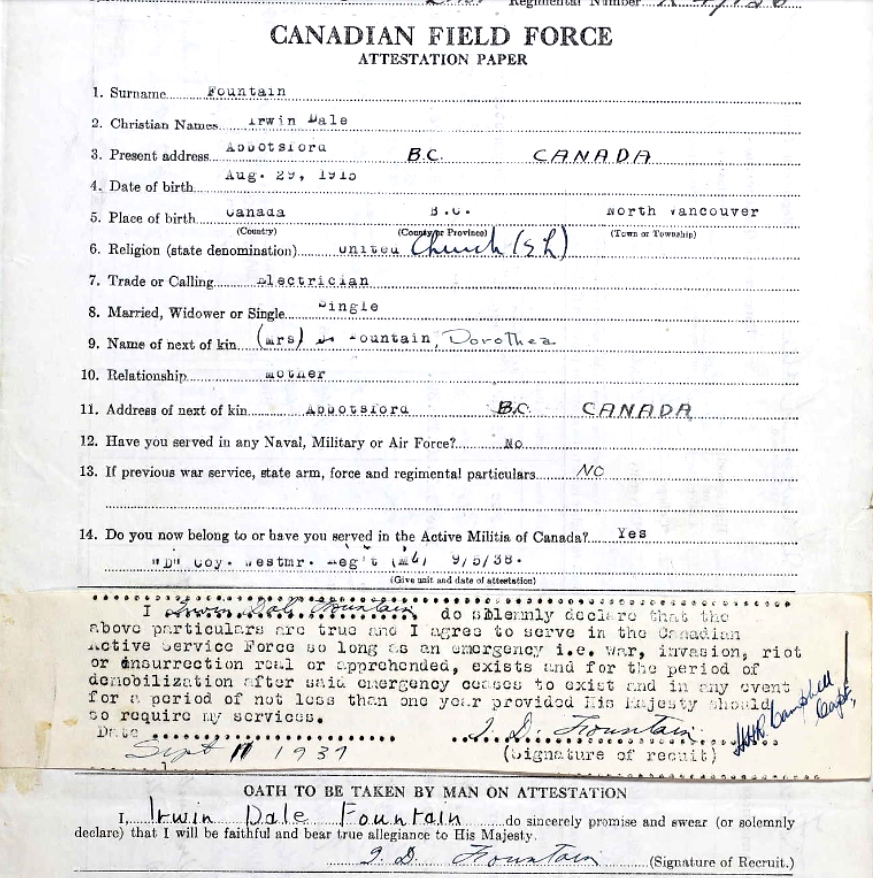 Regimental Number
CANADIAN FIELD FORCE
ATTESTATION PAPER
1. Surname Fountain
2. Christian Names Irwin Dale
3. Present address Abbotsford B.C. CANADA
4. Date of birth Aug. 29, 1915
5. Place of birth Canada B.C. North Vancouver
(Country) (County or Province) (Town or Township)
6. Religion (state denomination) United Church
7. Trade or Calling Electrician
8. Married, Widower or Single Single
9. Name of next of kin (Mrs) Fountain, Dorothea
10. Relationship Mother
11. Address of next of kin Abbotsford B.C. CANADA
12. Have you served in any Naval, Military or Air Force? No
13. If previous war service, state arm, force and regimental particulars NO
14. Do you now belong to or have you served in the Active Militia of Canada? Yes
"D" Coy. Westmr. Reg't 9/5/38.
(Give unit and date of attestation)
I Irwin Dale Fountain do solemnly declare that the
above particulars are true and I agree to serve in the Canadian
Active Service Force so long as an emergency i.e. war, invasion, riot
or insurrection real or apprehended, exists and for the period of
demobilization after said emergency ceases to exist and in any event
for a period of not less than one year provided His Majesty should
so require my services.
Date I. D. Fountain Campbell Capt.
Sept 11 1939 (Signature of recruit)
OATH TO BE TAKEN BY MAN ON ATTESTATION
I, Irwin Dale Fountain do sincerely promise and swear (or solemnly
declare) that I will be faithful and bear true allegiance to His Majesty.
I. D. Fountain (Signature of Recruit.)